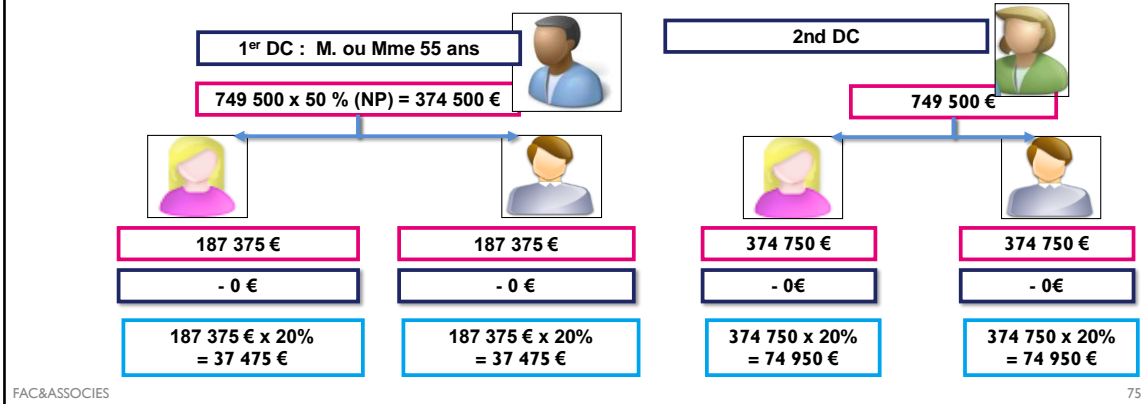 1er DC : M. ou Mme 55 ans
749 500 x 50 % (NP) = 374 500 €
187 375 €
187 375 €
- 0 €
- 0 €
187 375 € x 20%
= 37 475 €
187 375 € x 20%
= 37 475 €
2nd DC
749 500 €
374 750 €
374 750 €
- 0€
- 0€
374 750 x 20%
= 74 950 €
374 750 x 20%
= 74 950 €
FAC&ASSOCIES
75